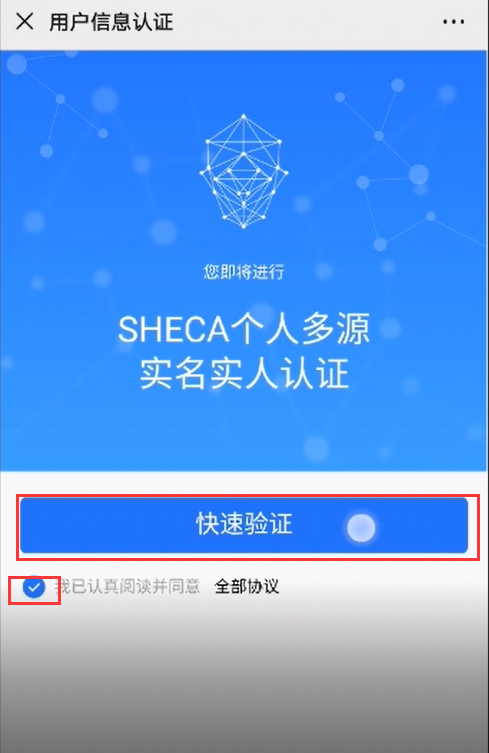 用户信息认证
您即将进行
SHECA个人多源
实名实人认证
快速验证
我已认真阅读并同意 全部协议